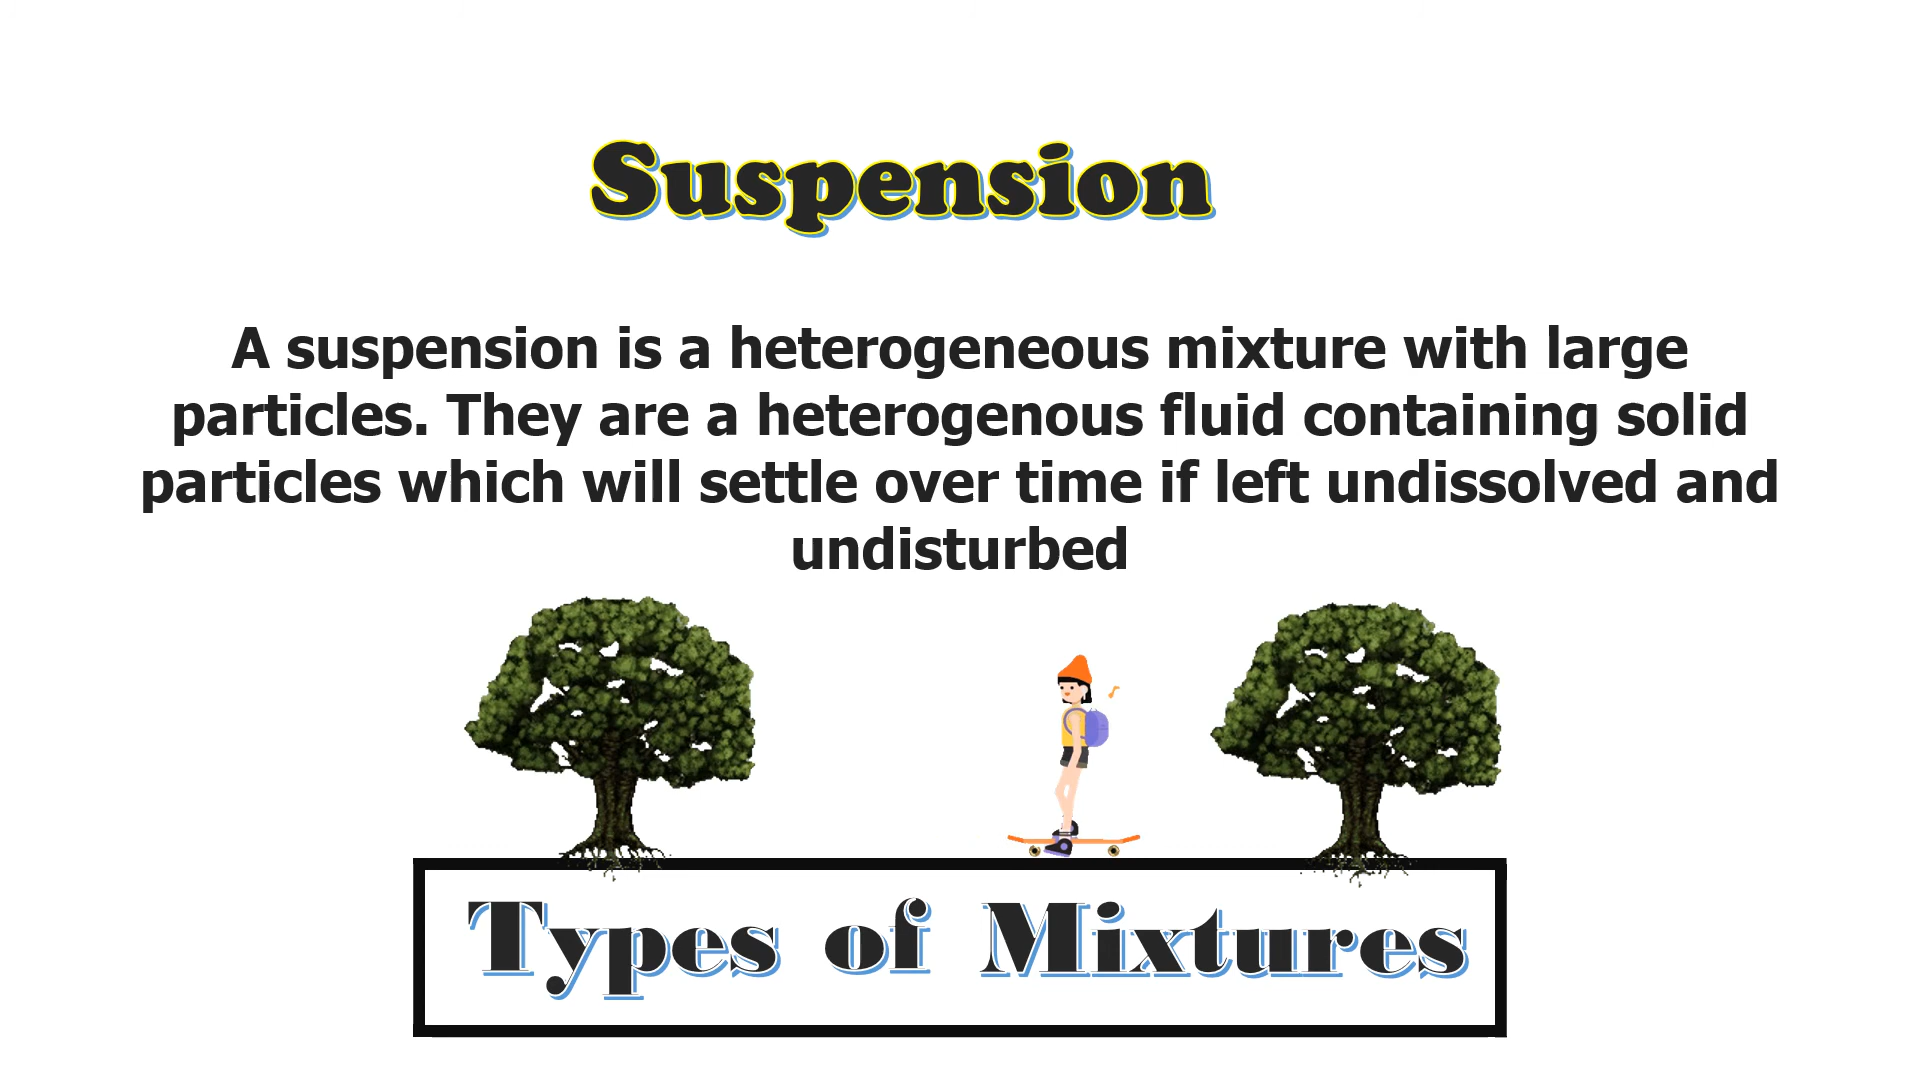 Suspension
A suspension is a heterogeneous mixture with large
particles. They are a heterogenous fluid containing solid
particles which will settle over time if left undissolved and
undisturbed
Types of Mixtures